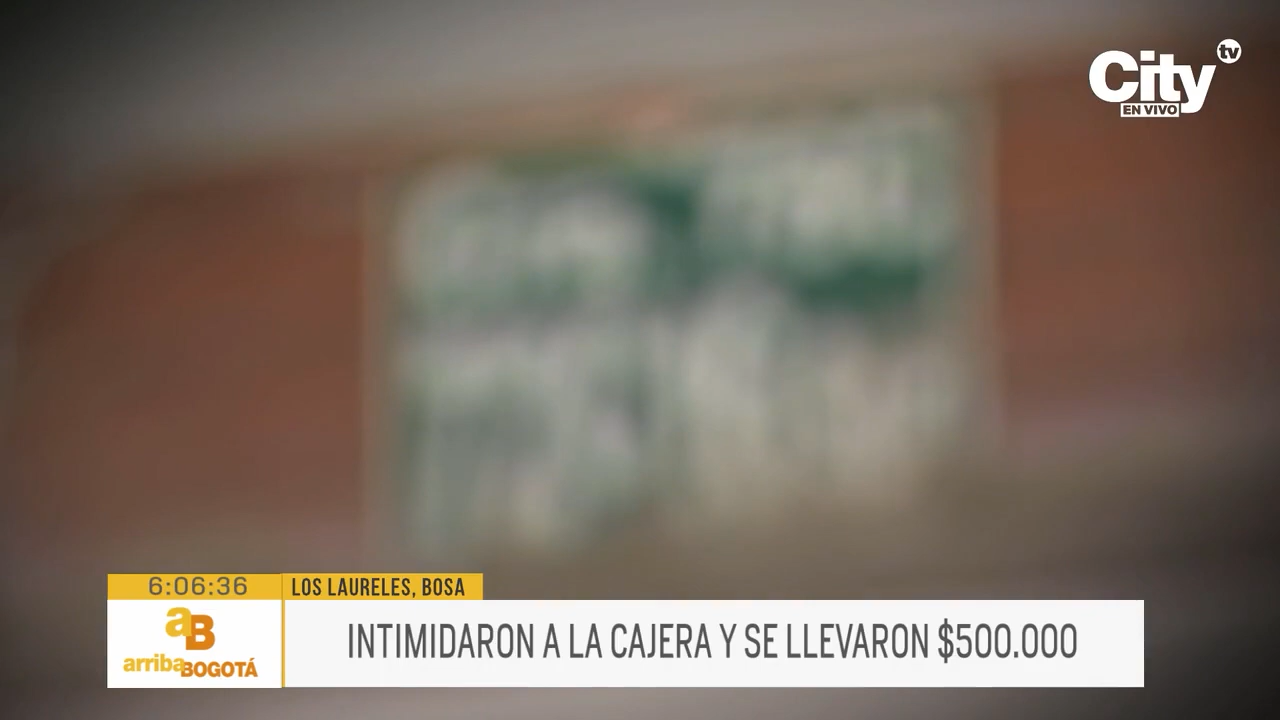 City tv
EN VIVO
6:06:36
LOS LAURELES, BOSA
aB
arriba BOGOTÁ
INTIMIDARON A LA CAJERA Y SE LLEVARON $500.000